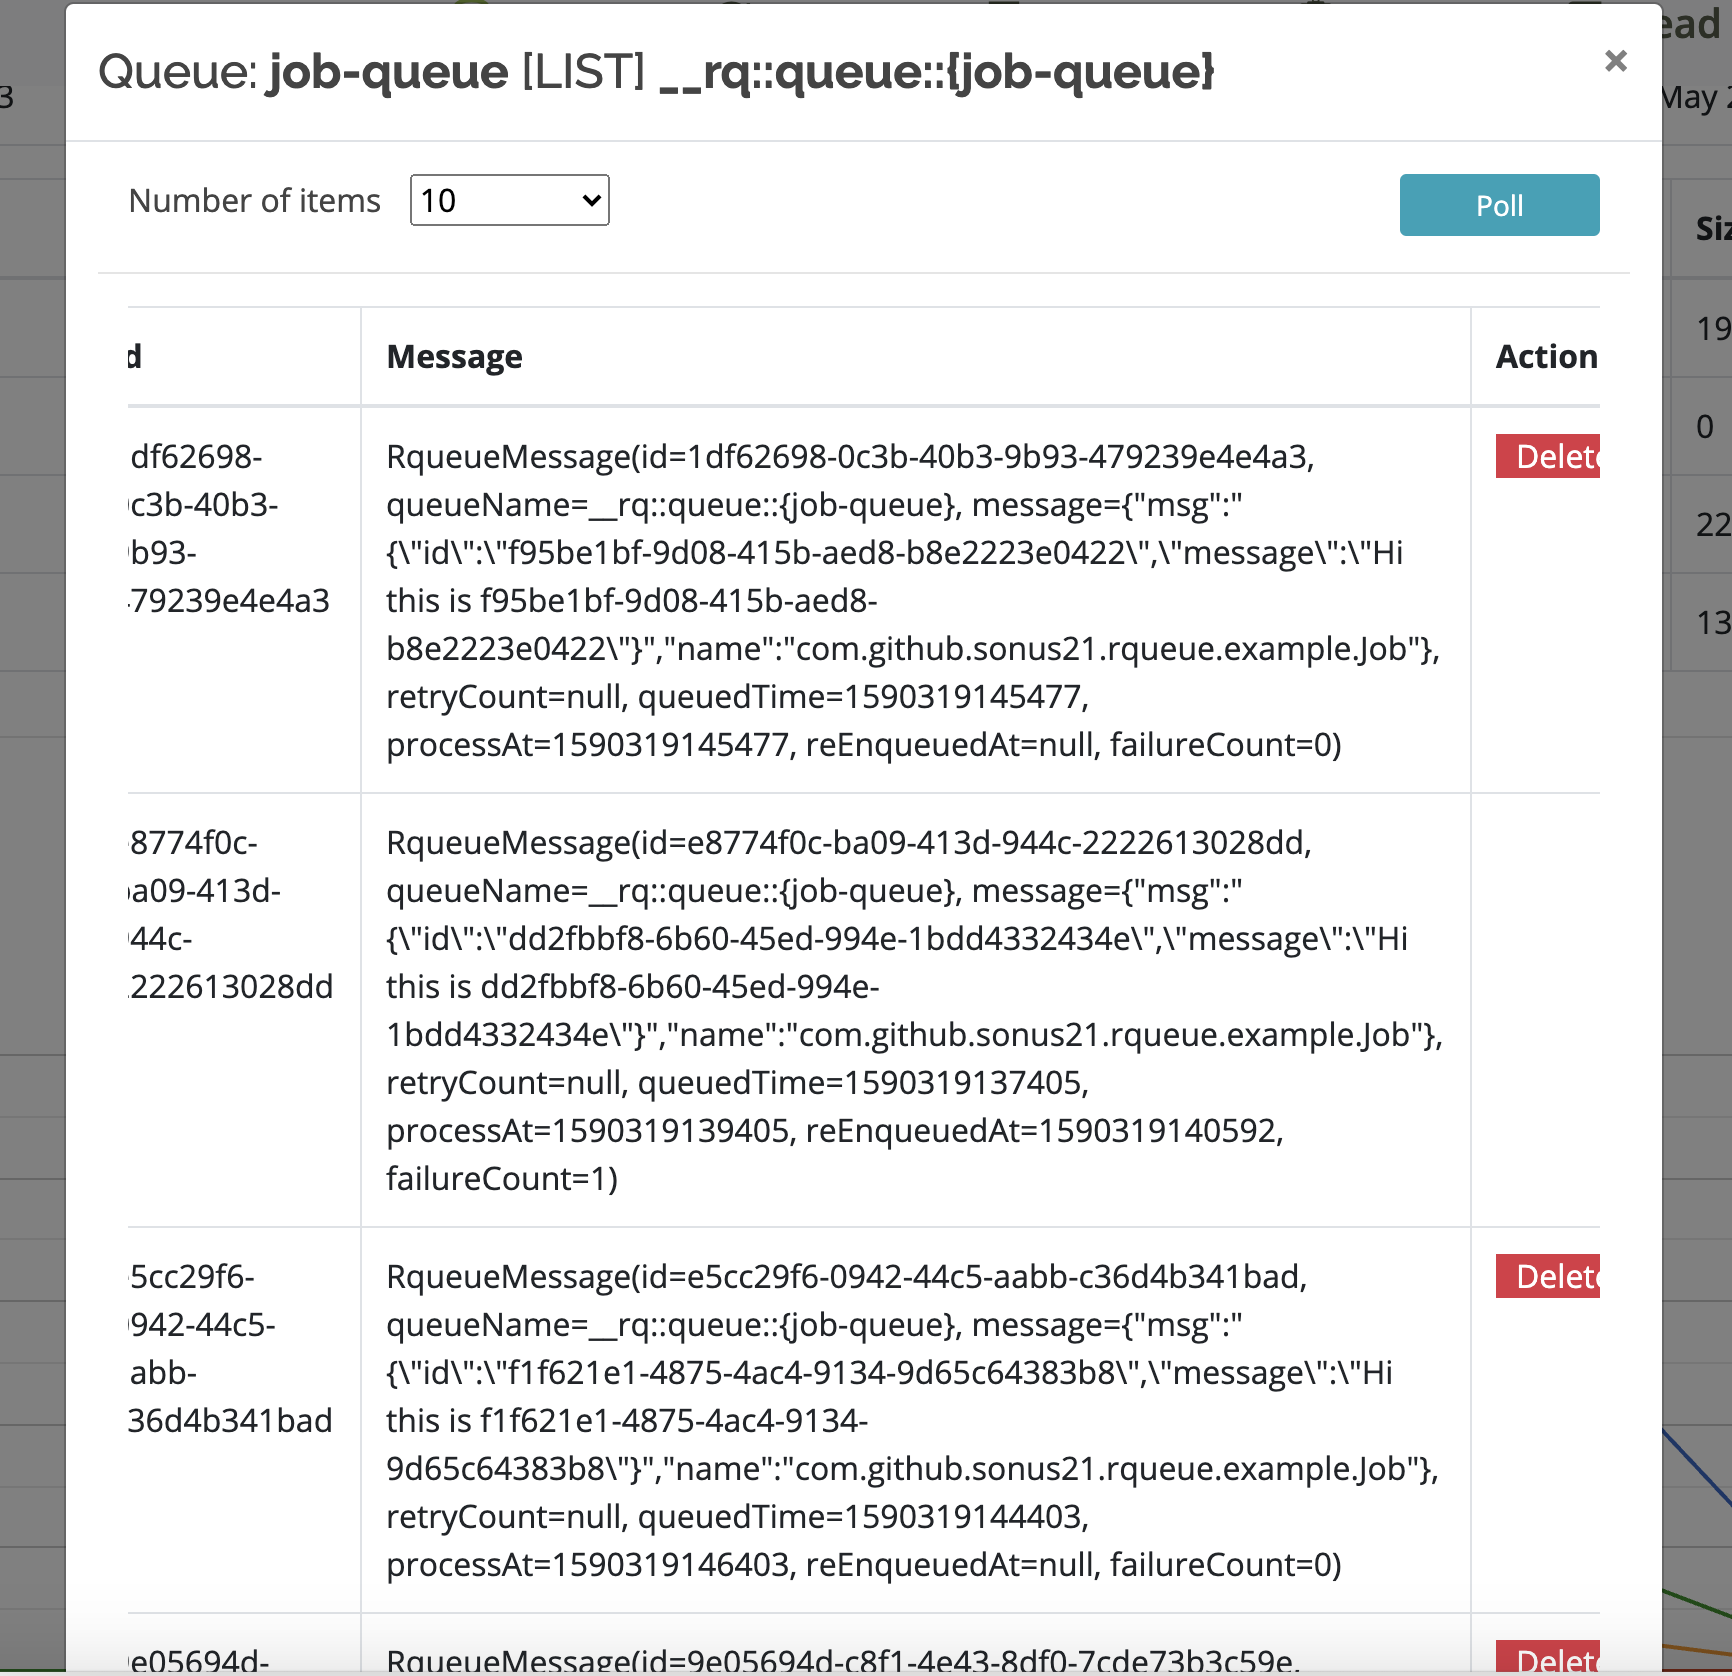 Queue: job-queue [LIST] __rq::queue::{job-queue}
×
ead
3
May 2
Number of items 10 Poll
Siz
d Message Action
19
0
22
13
df62698-
c3b-40b3-
b93-
79239e4e4a3
RqueueMessage(id=1df62698-0c3b-40b3-9b93-479239e4e4a3,
queueName=__rq::queue::{job-queue}, message={"msg":"
{\"id\":\"f95be1bf-9d08-415b-aed8-b8e2223e0422\",\"message\":\"Hi
this is f95be1bf-9d08-415b-aed8-
b8e2223e0422\"}","name":"com.github.sonus21.rqueue.example.Job"},
retryCount=null, queuedTime=1590319145477,
processAt=1590319145477, reEnqueuedAt=null, failureCount=0)
Delete
8774f0c-
a09-413d-
44c-
222613028dd
RqueueMessage(id=e8774f0c-ba09-413d-944c-2222613028dd,
queueName=__rq::queue::{job-queue}, message={"msg":"
{\"id\":\"dd2fbbf8-6b60-45ed-994e-1bdd4332434e\",\"message\":\"Hi
this is dd2fbbf8-6b60-45ed-994e-
1bdd4332434e\"}","name":"com.github.sonus21.rqueue.example.Job"},
retryCount=null, queuedTime=1590319137405,
processAt=1590319139405, reEnqueuedAt=1590319140592,
failureCount=1)
5cc29f6-
942-44c5-
abb-
36d4b341bad
RqueueMessage(id=e5cc29f6-0942-44c5-aabb-c36d4b341bad,
queueName=__rq::queue::{job-queue}, message={"msg":"
{\"id\":\"f1f621e1-4875-4ac4-9134-9d65c64383b8\",\"message\":\"Hi
this is f1f621e1-4875-4ac4-9134-
9d65c64383b8\"}","name":"com.github.sonus21.rqueue.example.Job"},
retryCount=null, queuedTime=1590319144403,
processAt=1590319146403, reEnqueuedAt=null, failureCount=0)
Delete
e05694d-
RqueueMessage(id=9e05694d-c8f1-4e43-8df0-7cde73b3c59e,
Delete